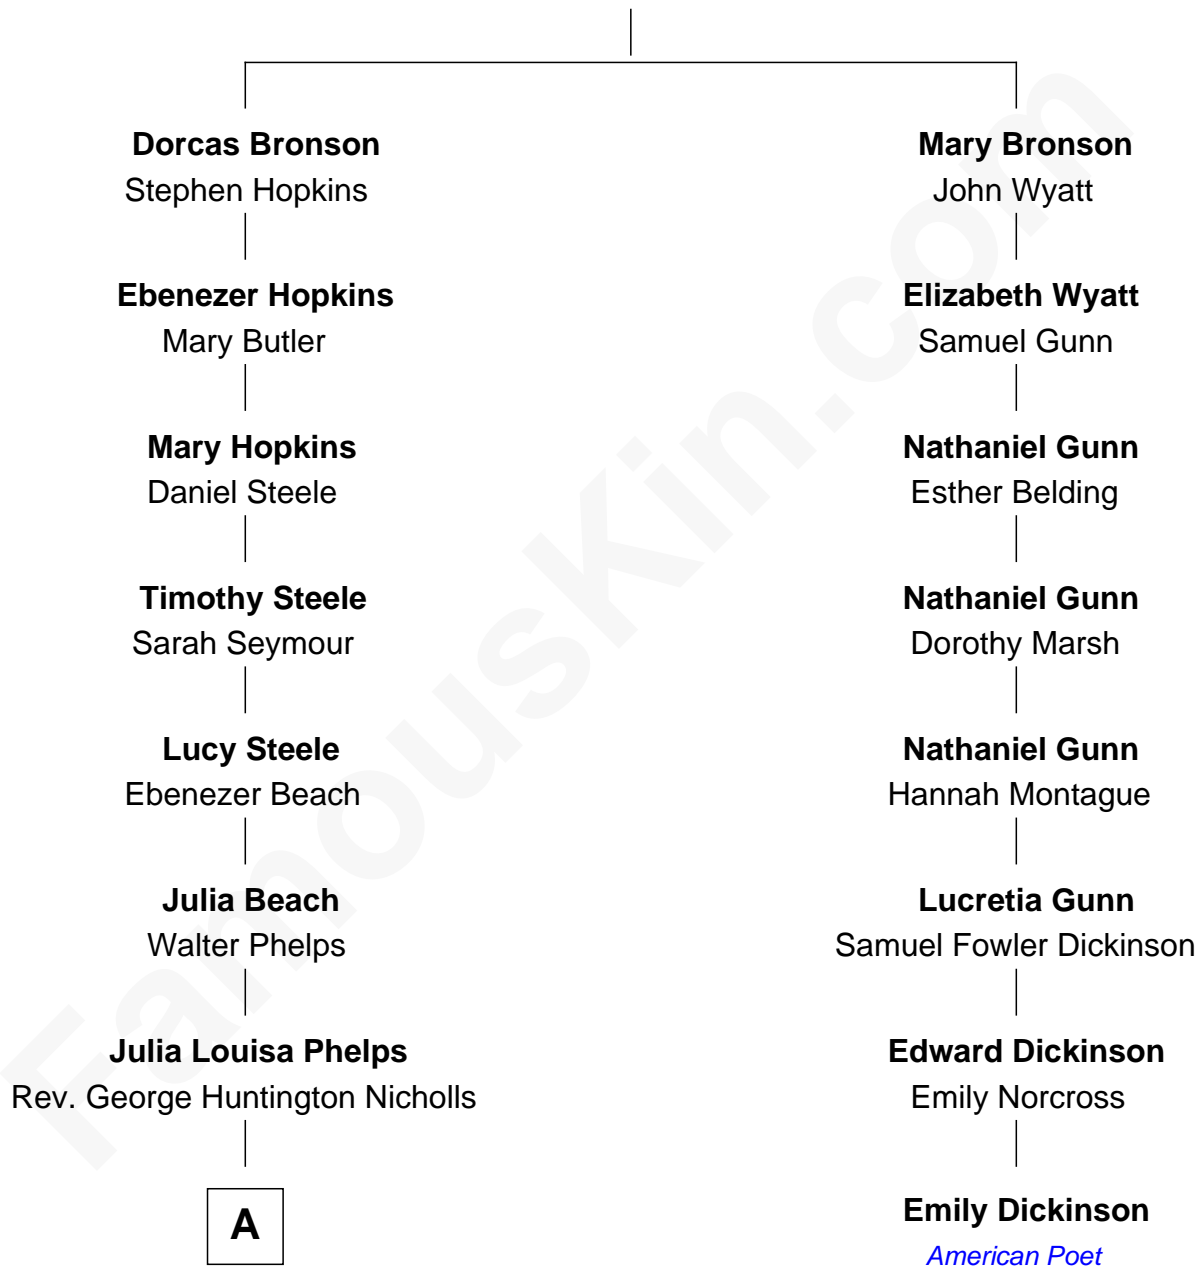 Dorcas Bronson
Stephen Hopkins
Ebenezer Hopkins
Mary Butler
Mary Hopkins
Daniel Steele
Timothy Steele
Sarah Seymour
Lucy Steele
Ebenezer Beach
Julia Beach
Walter Phelps
Julia Louisa Phelps
Rev. George Huntington Nicholls
A
Mary Bronson
John Wyatt
Elizabeth Wyatt
Samuel Gunn
Nathaniel Gunn
Esther Belding
Nathaniel Gunn
Dorothy Marsh
Nathaniel Gunn
Hannah Montague
Lucretia Gunn
Samuel Fowler Dickinson
Edward Dickinson
Emily Norcross
Emily Dickinson
American Poet
FamousKin.com